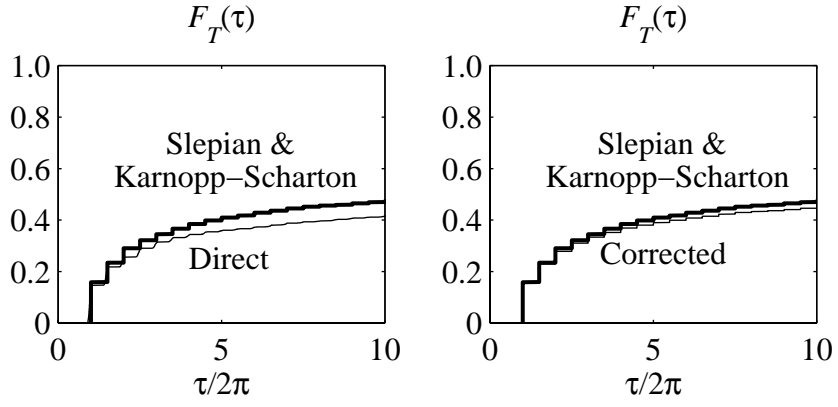 F_T(τ)
1.0
0.8
0.6
0.4
0.2
0
Slepian &
Karnopp–Scharton
Direct
0 5 10
τ/2π
F_T(τ)
1.0
0.8
0.6
0.4
0.2
0
Slepian &
Karnopp–Scharton
Corrected
0 5 10
τ/2π